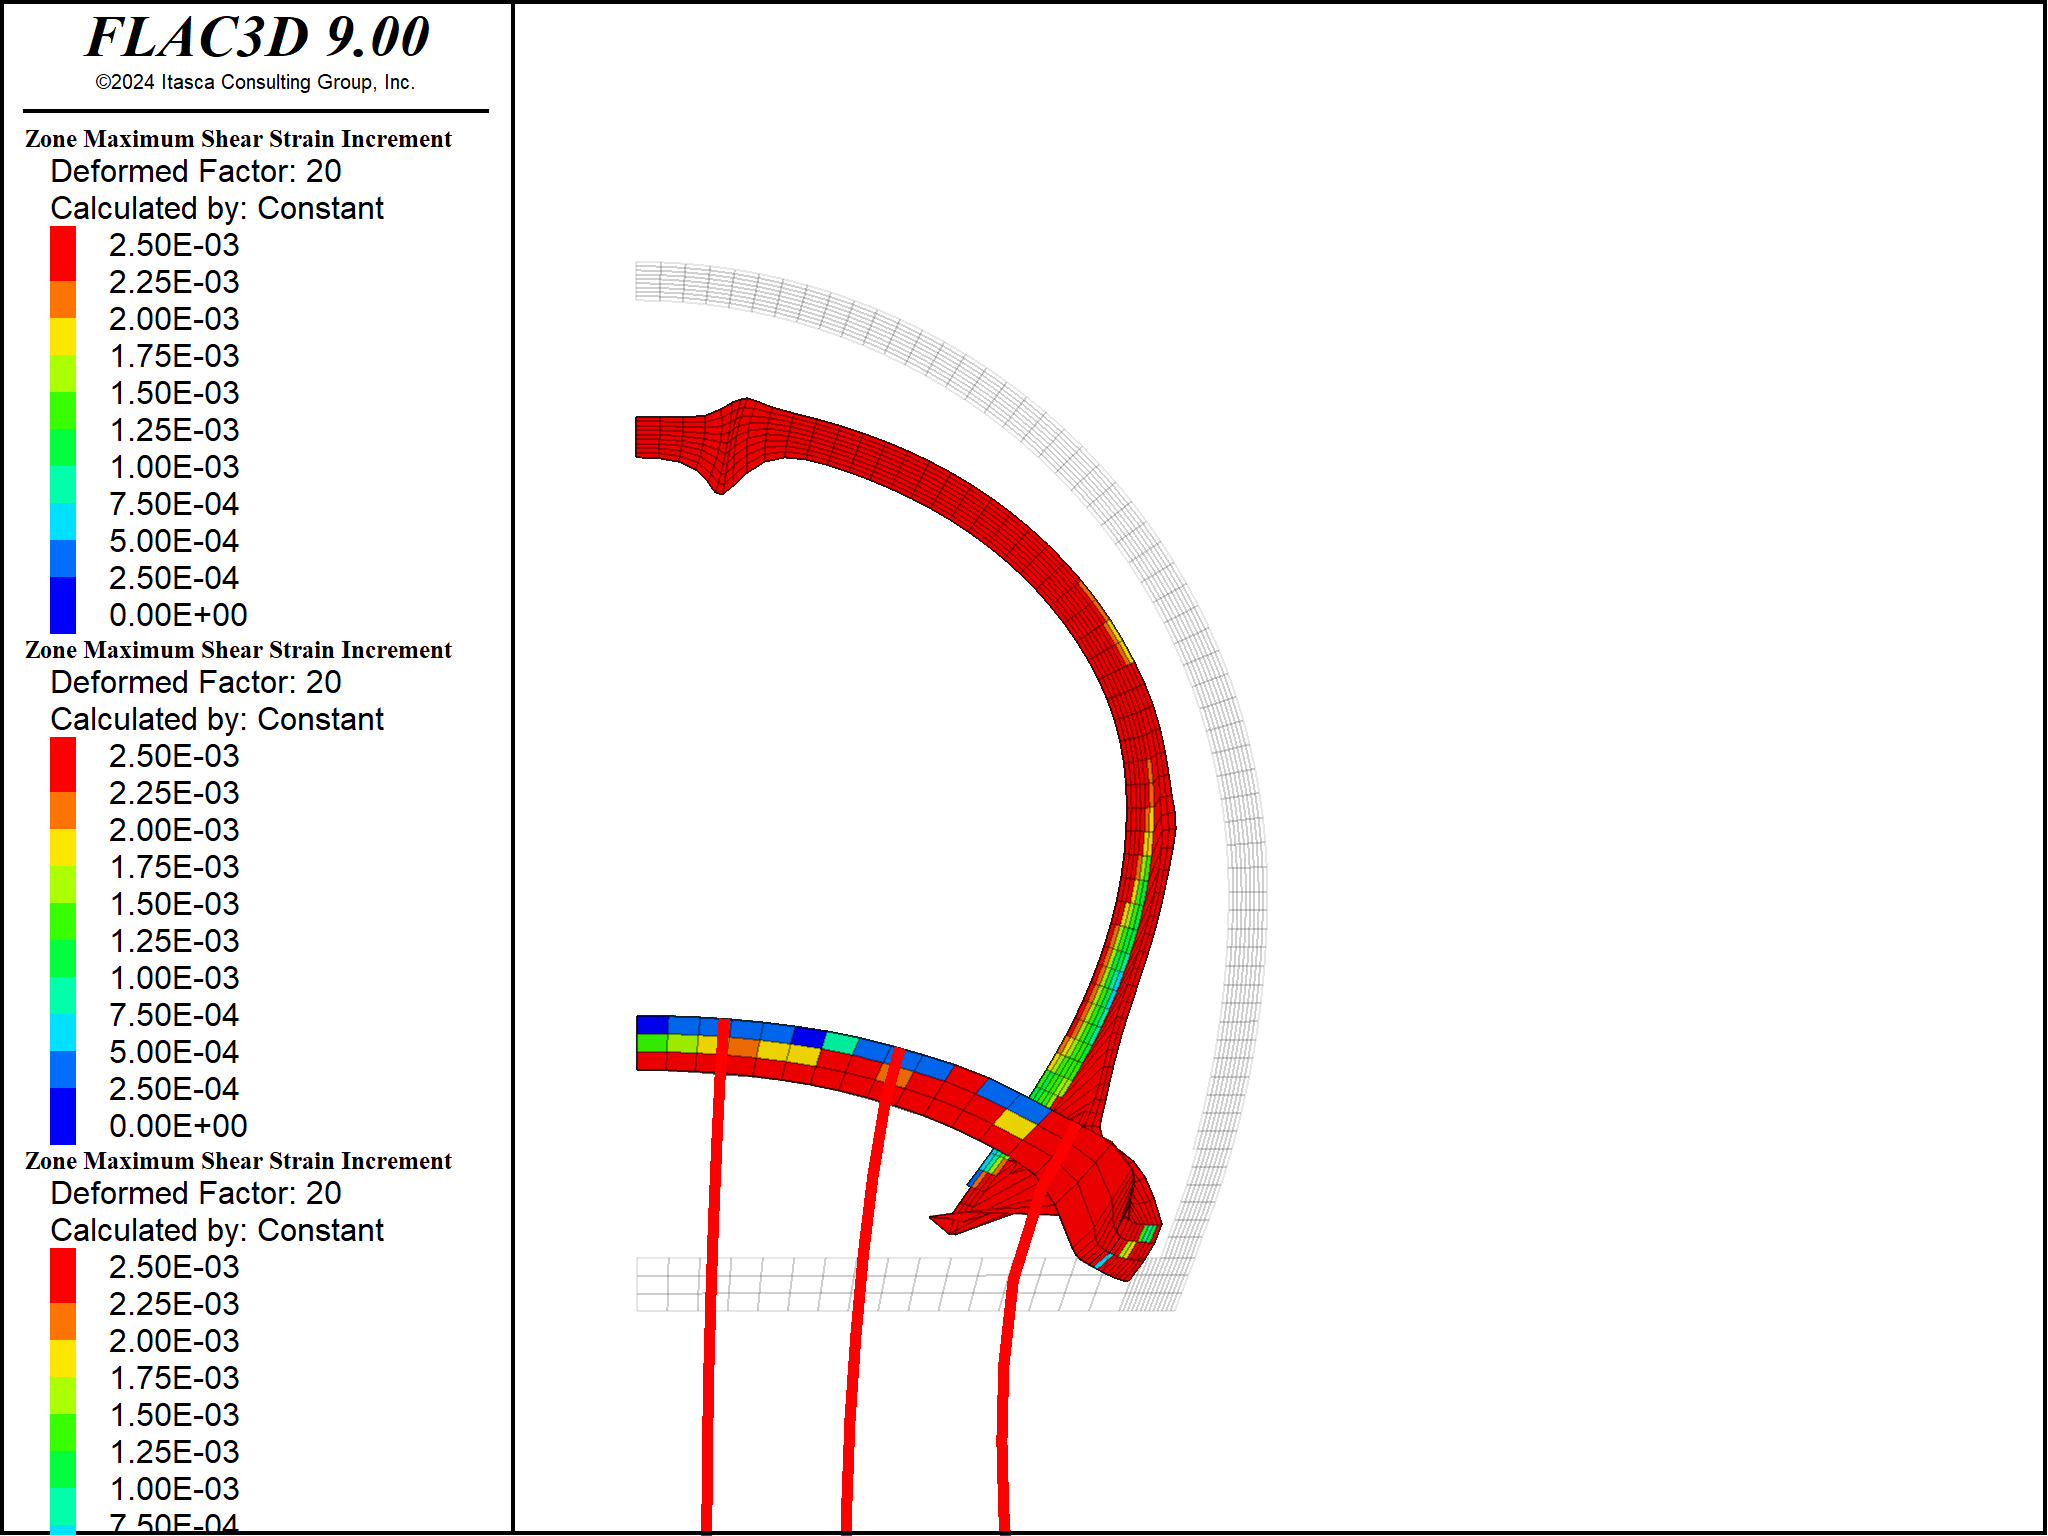 FLAC3D 9.00
©2024 Itasca Consulting Group, Inc.
Zone Maximum Shear Strain Increment
Deformed Factor: 20
Calculated by: Constant
2.50E-03
2.25E-03
2.00E-03
1.75E-03
1.50E-03
1.25E-03
1.00E-03
7.50E-04
5.00E-04
2.50E-04
0.00E+00
Zone Maximum Shear Strain Increment
Deformed Factor: 20
Calculated by: Constant
2.50E-03
2.25E-03
2.00E-03
1.75E-03
1.50E-03
1.25E-03
1.00E-03
7.50E-04
5.00E-04
2.50E-04
0.00E+00
Zone Maximum Shear Strain Increment
Deformed Factor: 20
Calculated by: Constant
2.50E-03
2.25E-03
2.00E-03
1.75E-03
1.50E-03
1.25E-03
1.00E-03
7.50E-04